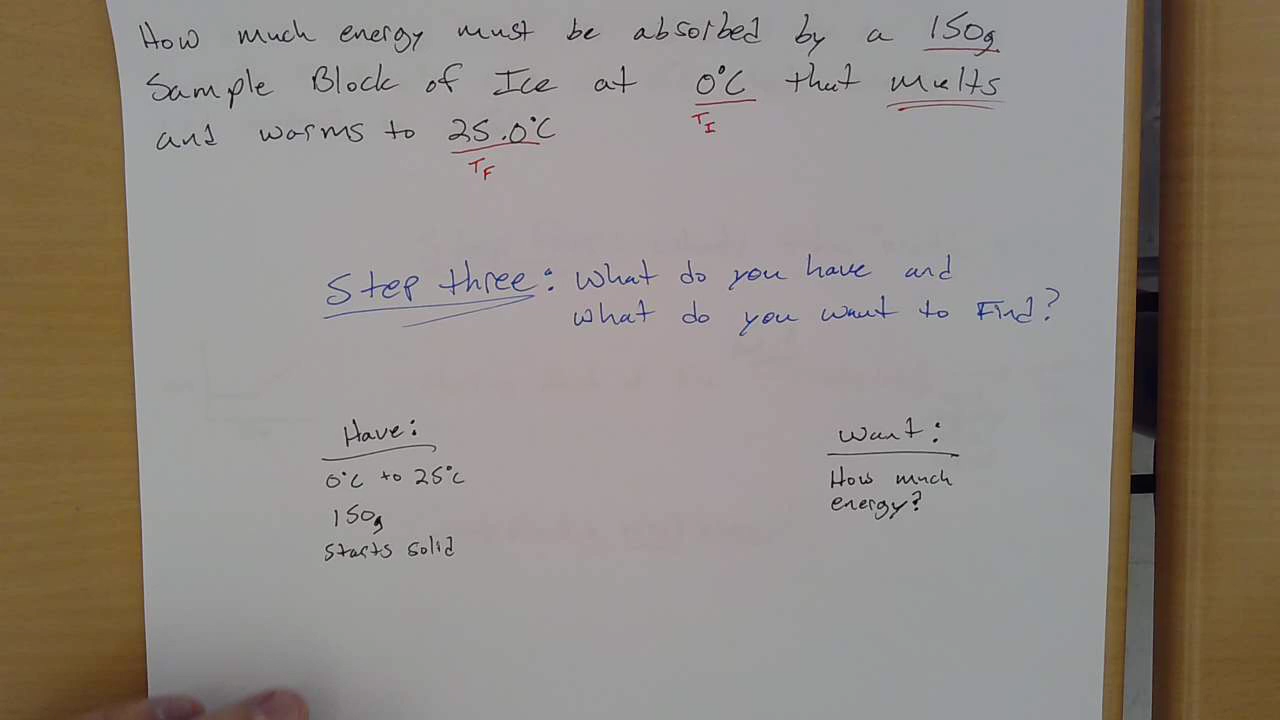 How much energy must be absorbed by a 150g
Sample Block of Ice at 0°C that melts
and warms to 25.0°C
T_I
T_F
Step three: What do you have and
what do you want to Find?
Have:
0°C to 25°C
150g
starts solid
Want:
How much
energy?